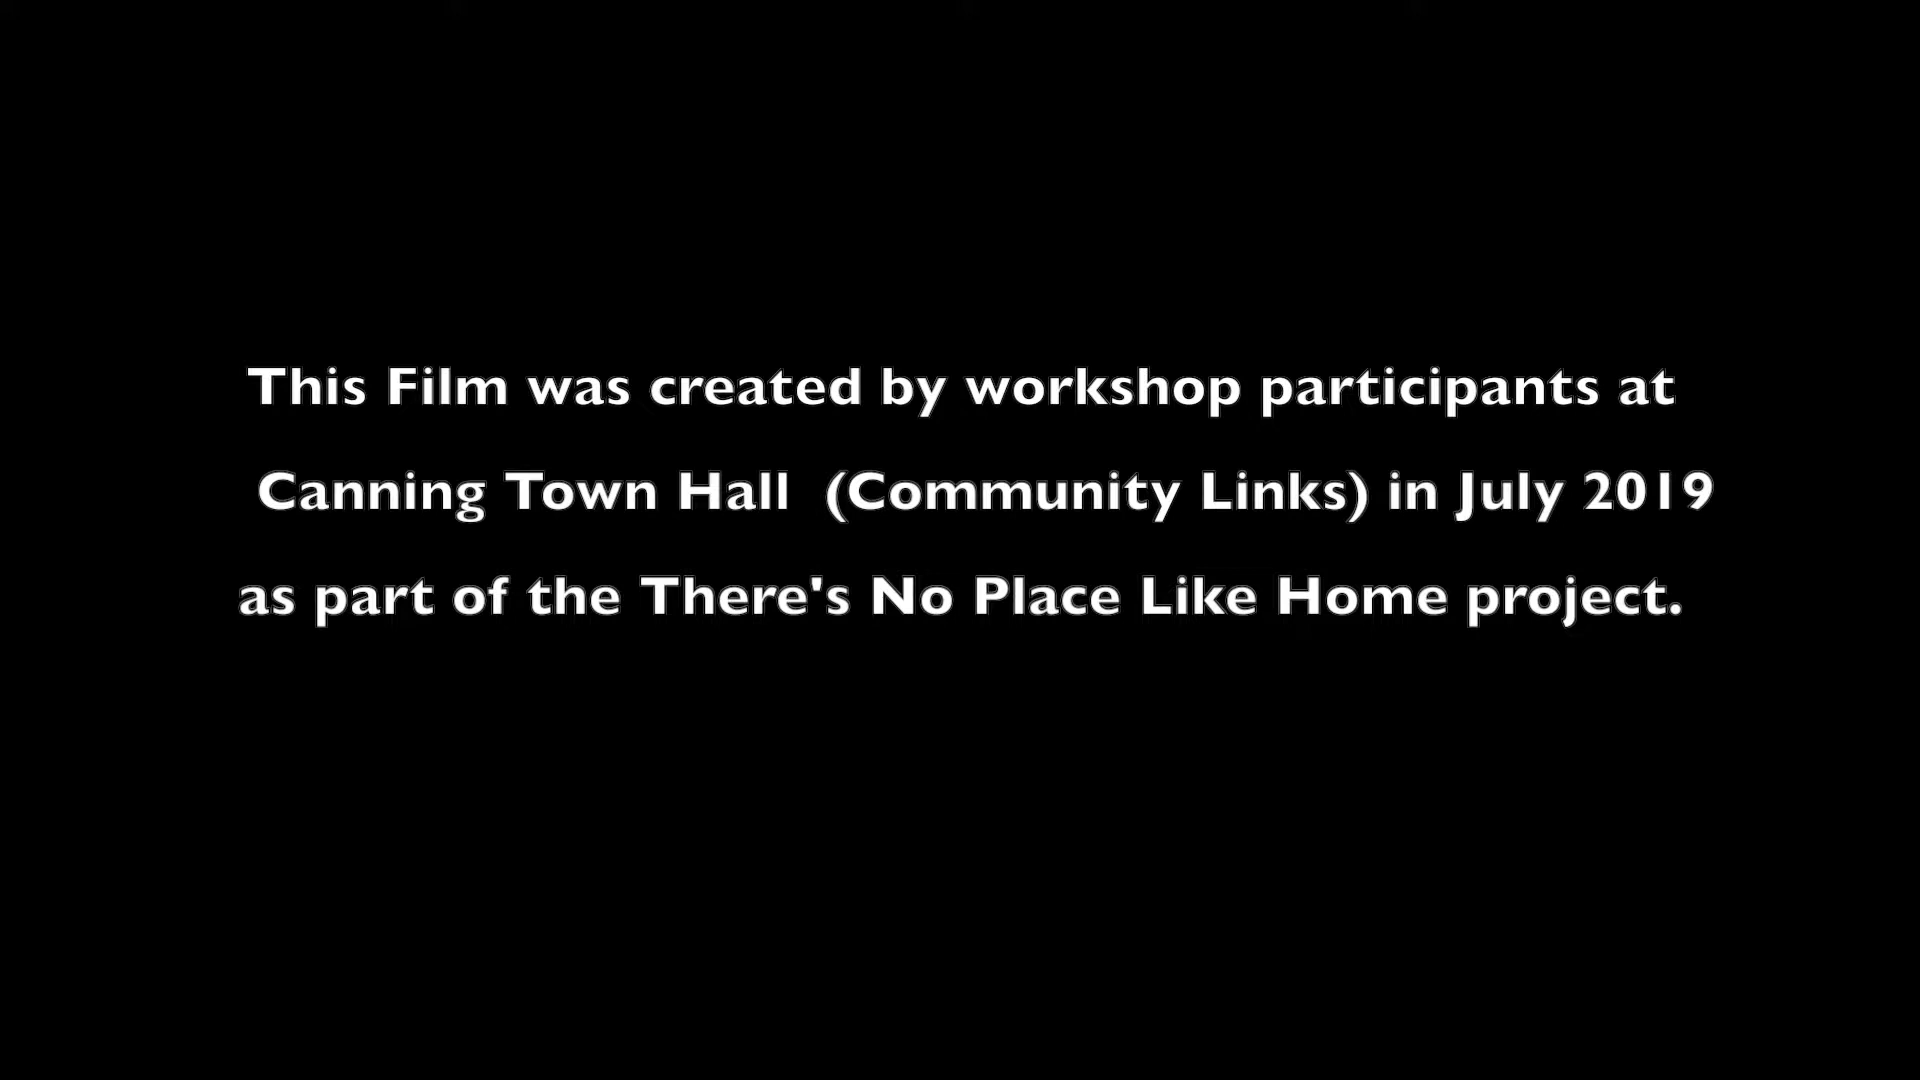 This Film was created by workshop participants at
Canning Town Hall  (Community Links) in July 2019
as part of the There's No Place Like Home project.